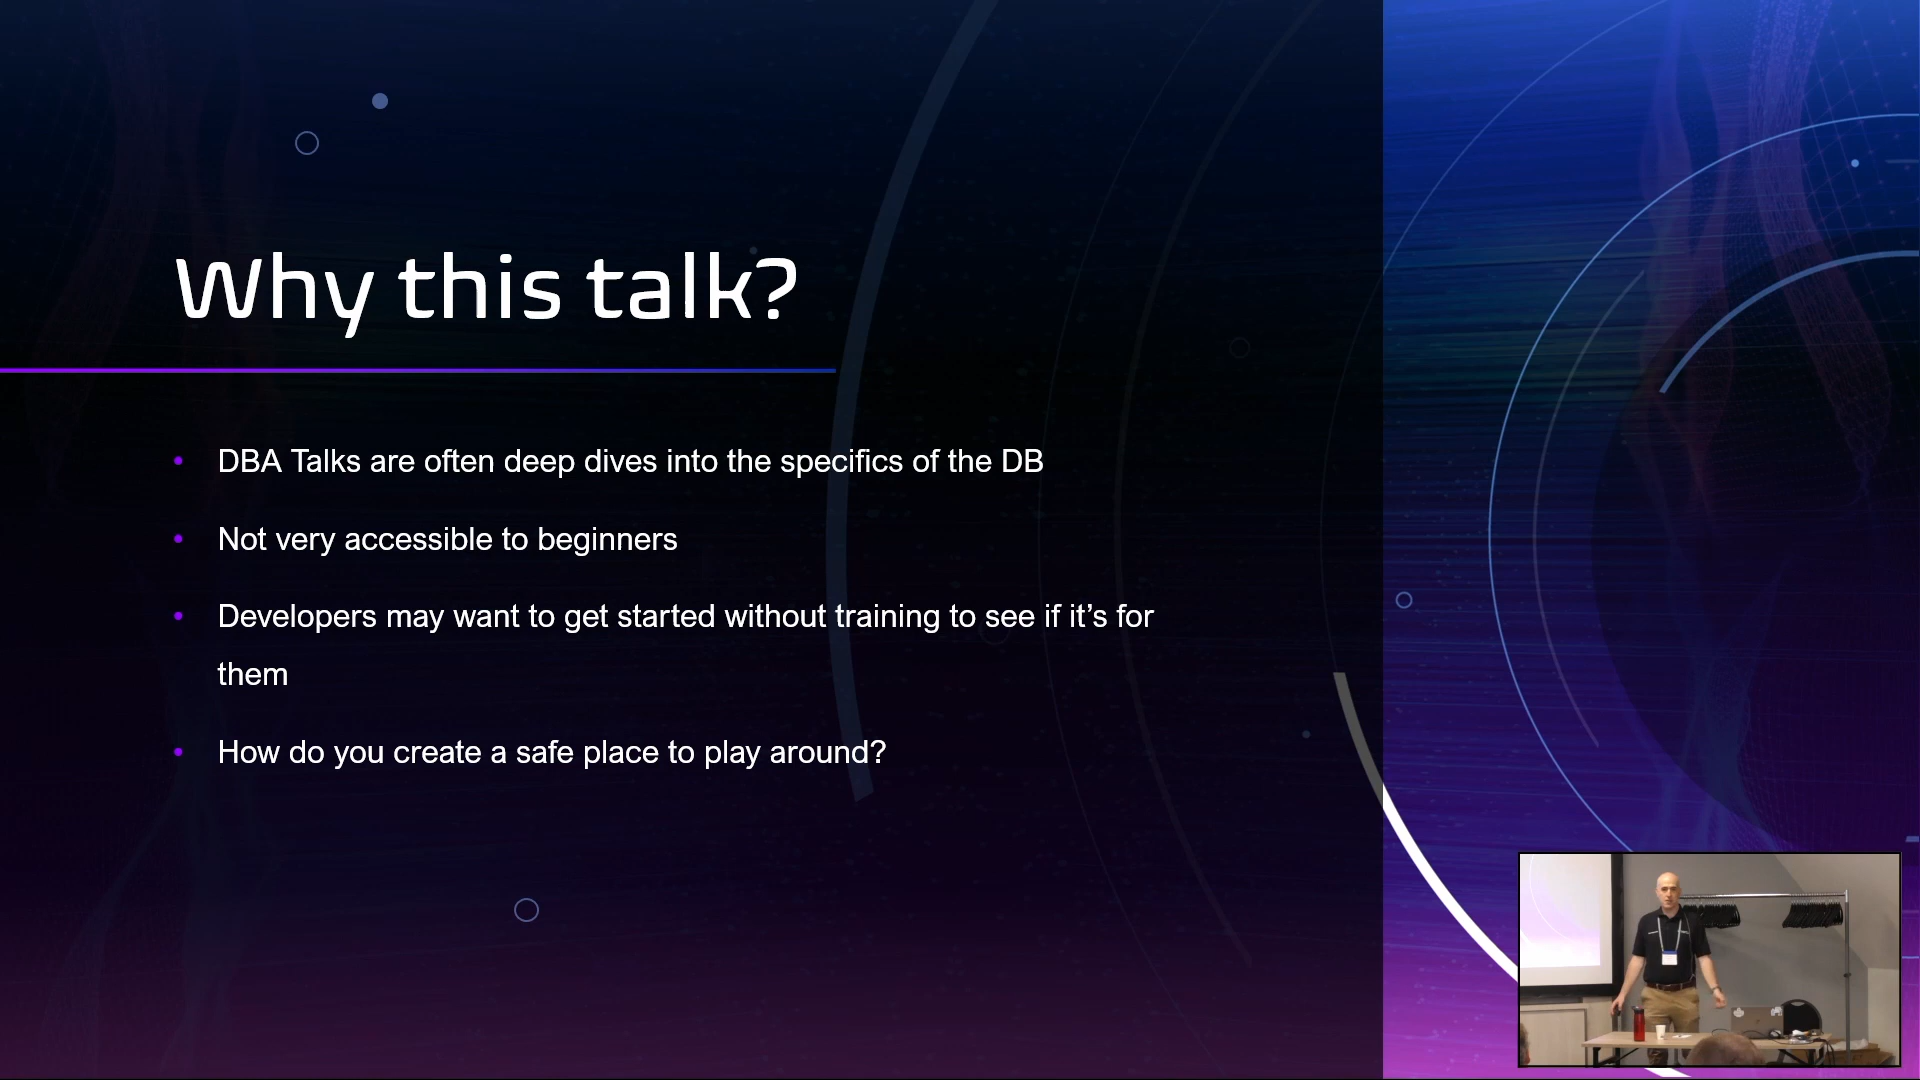 Why this talk?
DBA Talks are often deep dives into the specifics of the DB
Not very accessible to beginners
Developers may want to get started without training to see if it’s for
them
How do you create a safe place to play around?